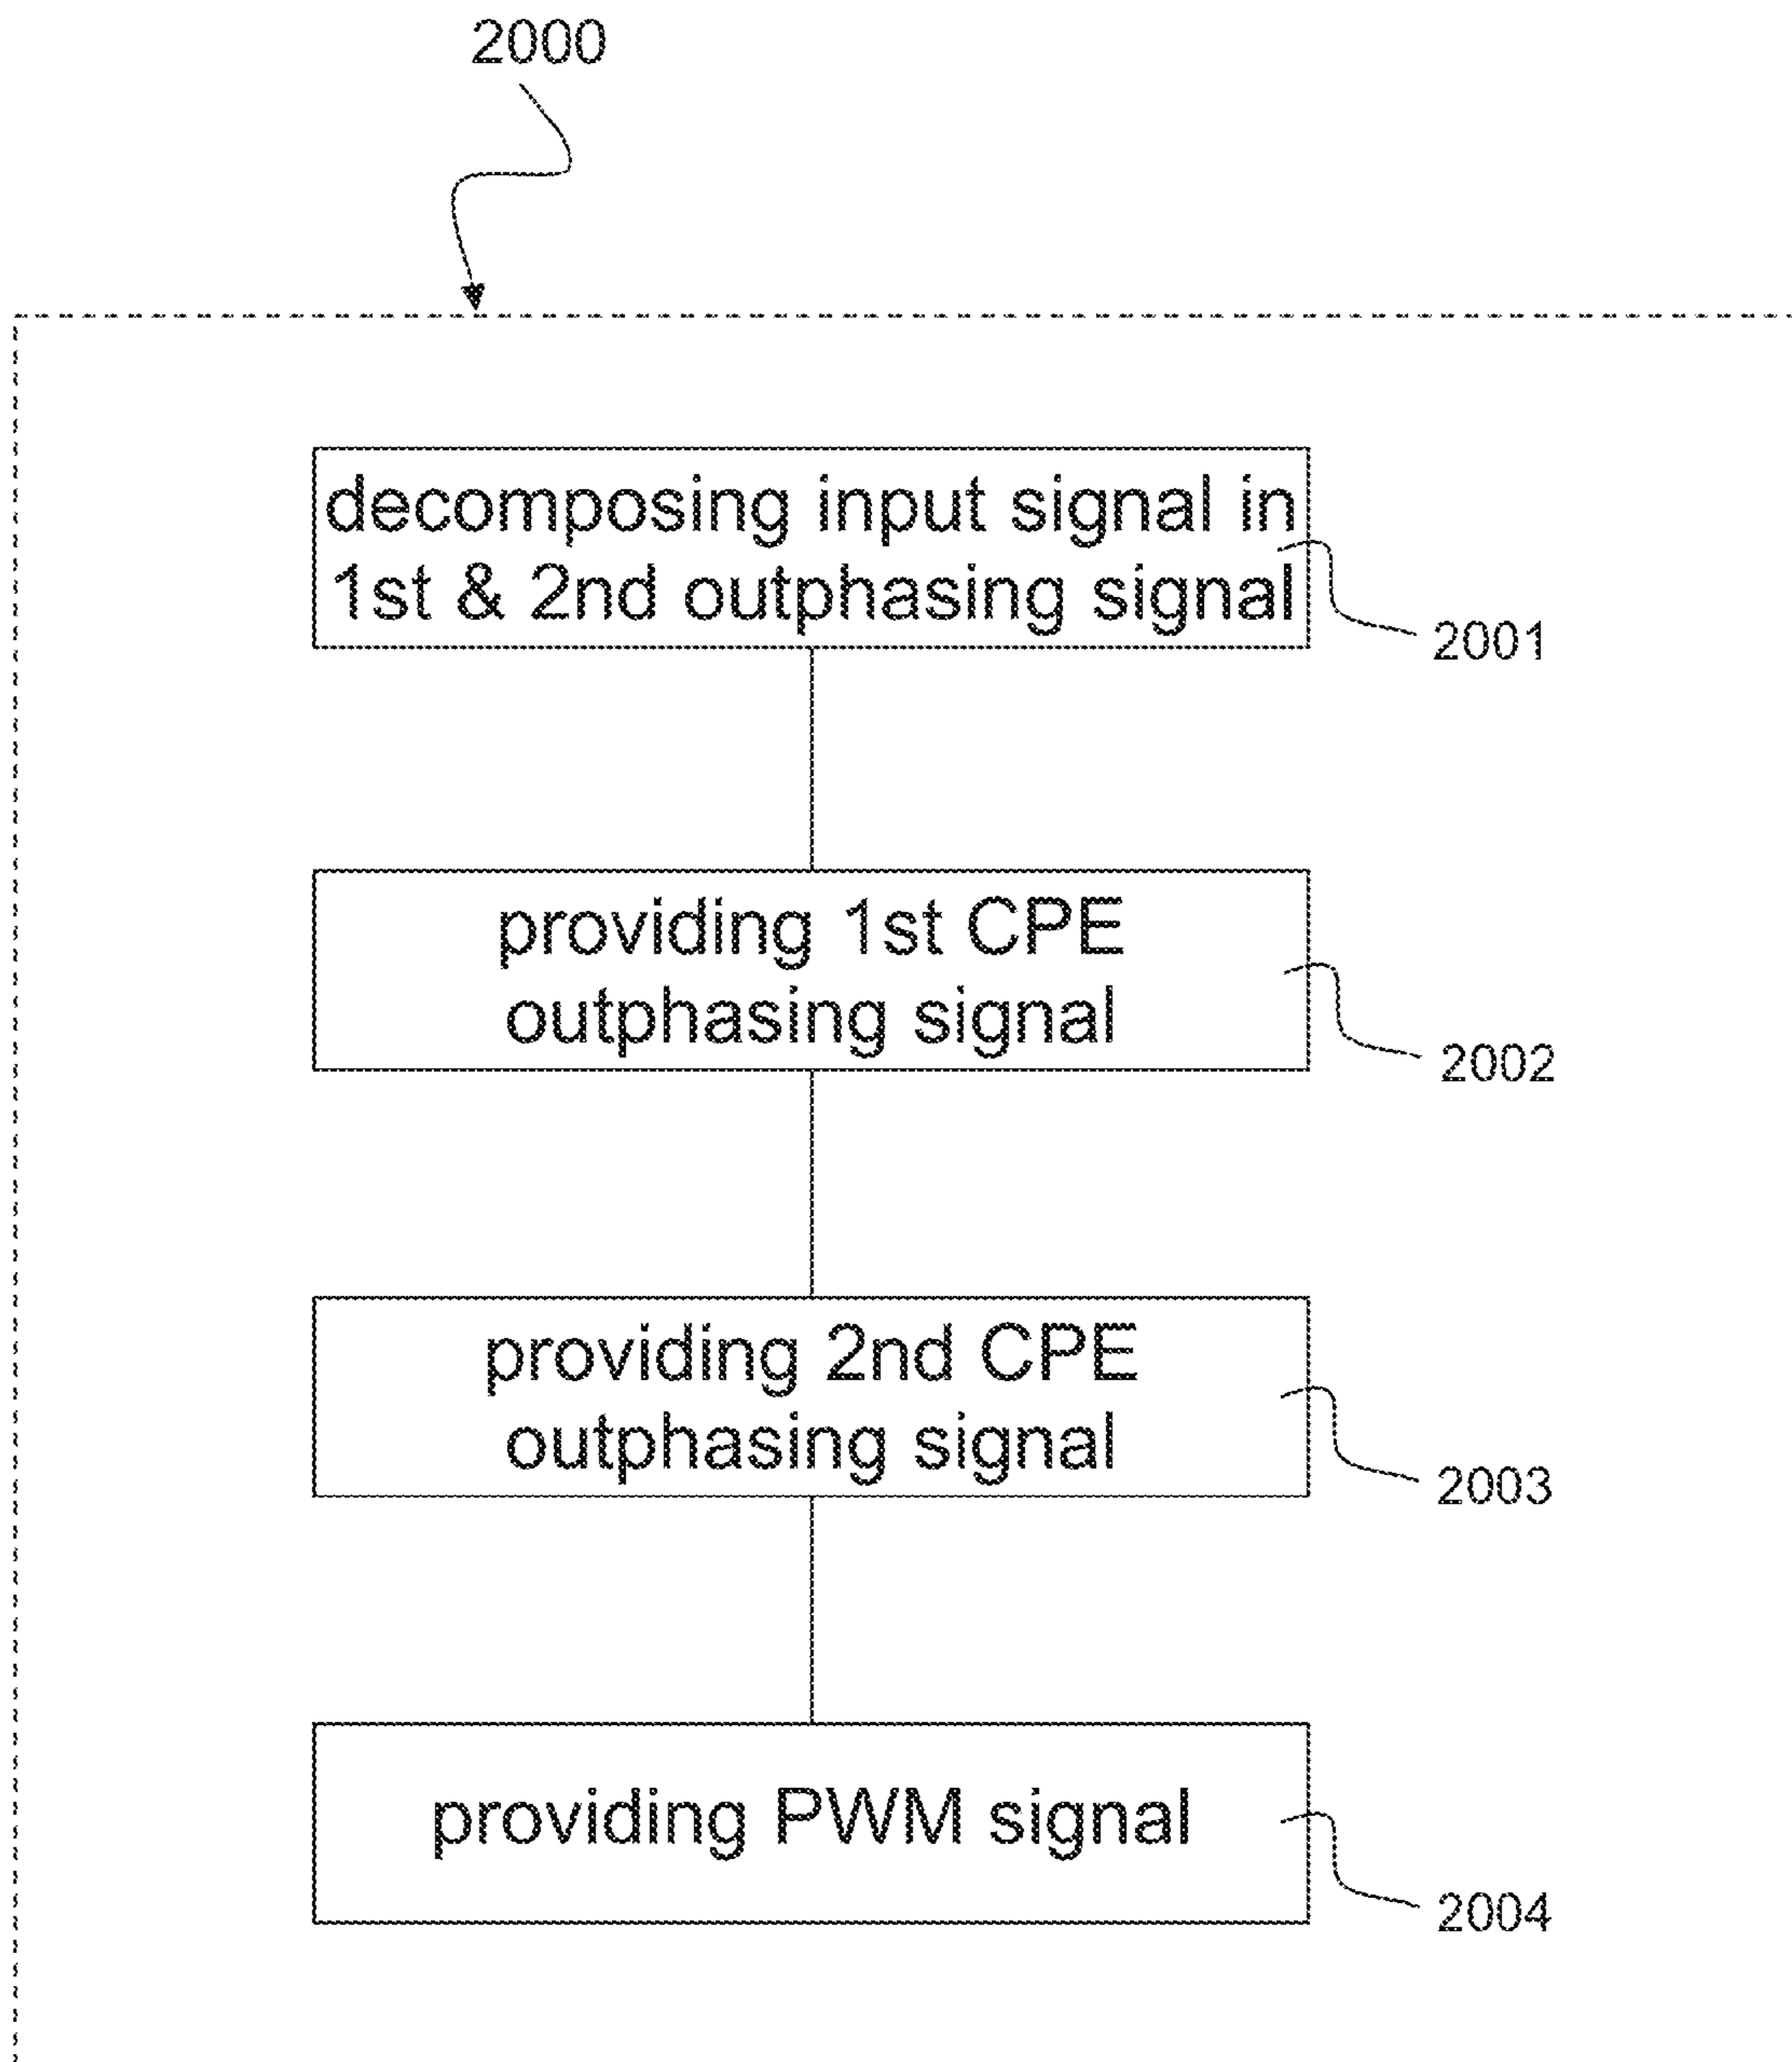 2000
decomposing input signal in
1st & 2nd outphasing signal
2001
providing 1st CPE
outphasing signal
2002
providing 2nd CPE
outphasing signal
2003
providing PWM signal
2004